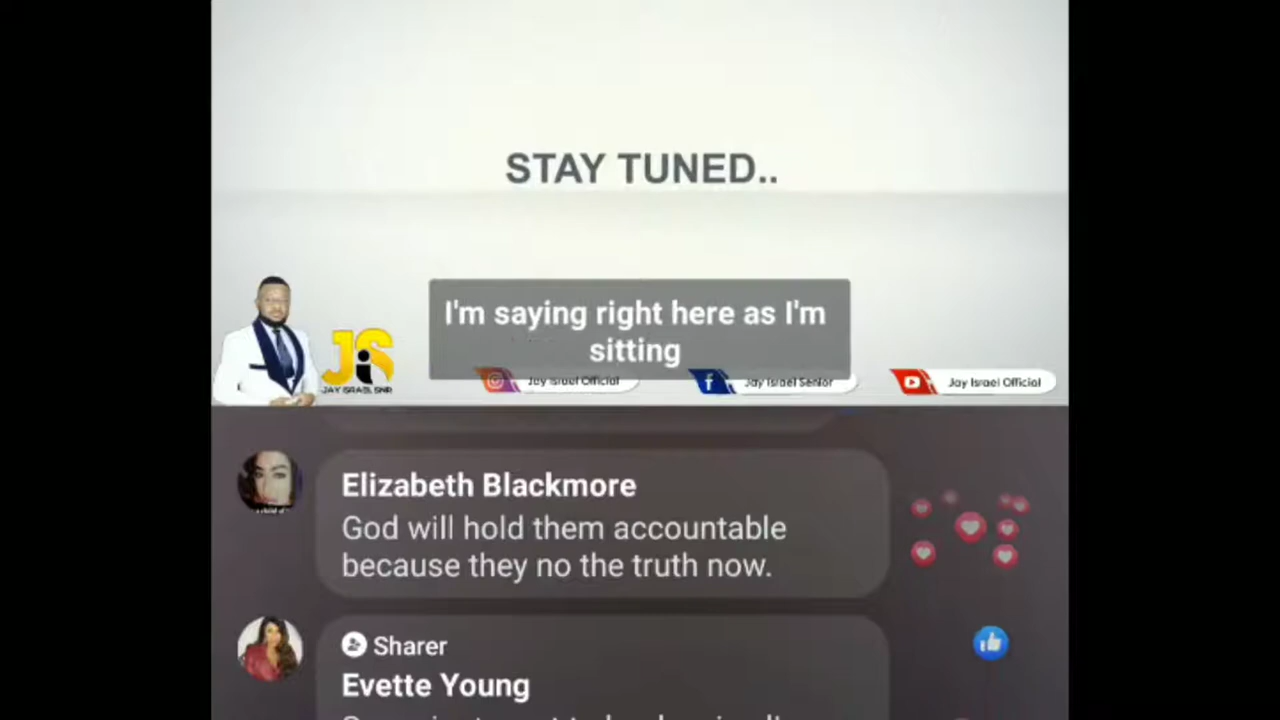 STAY TUNED..
I'm saying right here as I'm
sitting
JiS
JAY ISRAEL SNR
Jay Israel Official
f
Jay Israel Senior
Jay Israel Official
Elizabeth Blackmore
God will hold them accountable
because they no the truth now.
Sharer
Evette Young